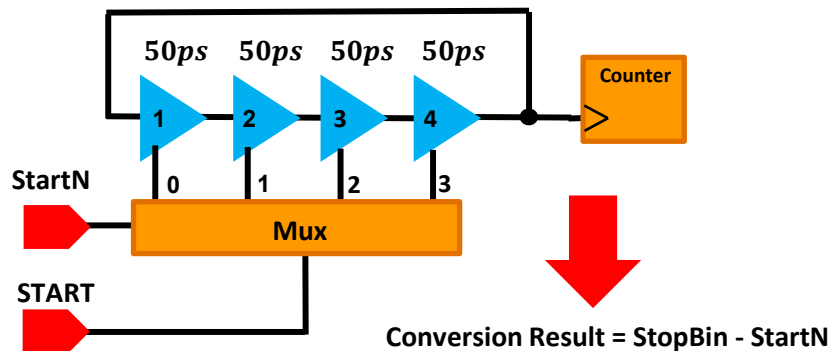 50ps 50ps 50ps 50ps
Counter
1 2 3 4
StartN
0 1 2 3
Mux
START
Conversion Result = StopBin - StartN